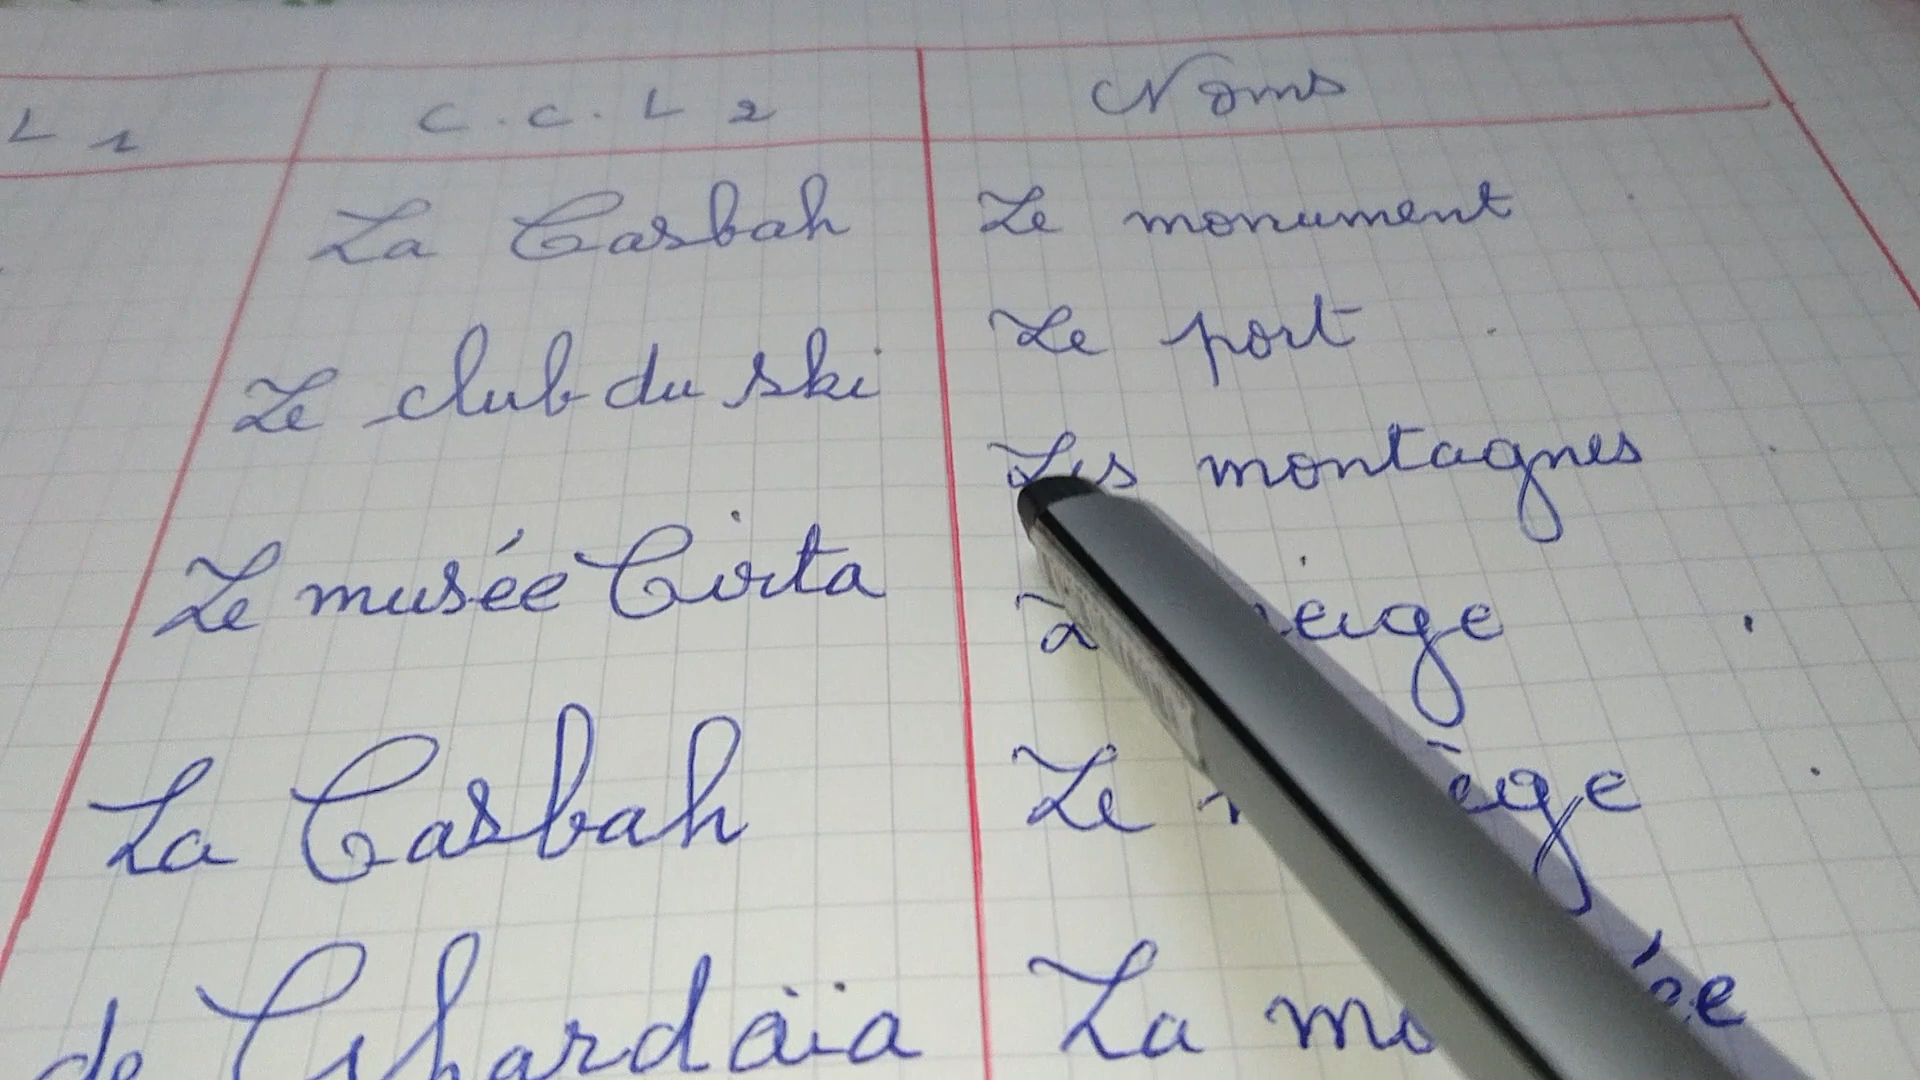 L 1 C.C.L 2 Noms
La Casbah Le monument
Le club du ski Le port
Les montagnes
Le musée Cirta
La Casbah Le
de Ghardäia La